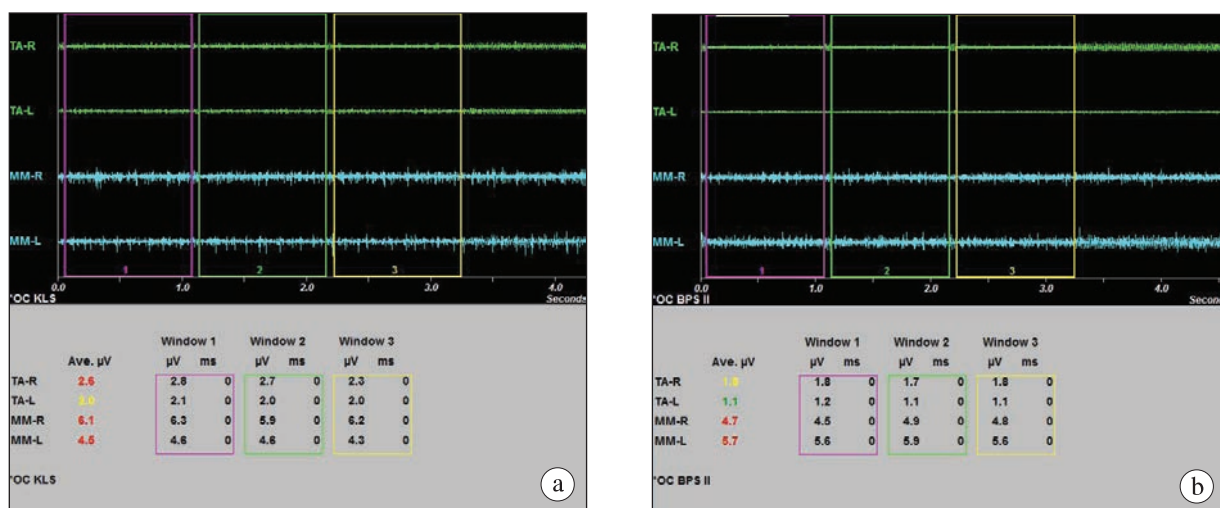 TA-R
TA-L
MM-R
MM-L
1 2 3
0.0 1.0 2.0 3.0 4.0
*OC KLS Seconds
Window 1 Window 2 Window 3
Ave. µV µV ms µV ms µV ms
TA-R 2.6 2.8 0 2.7 0 2.3 0
TA-L 2.1 0 2.0 0 2.0 0
MM-R 6.1 6.3 0 5.9 0 6.2 0
MM-L 4.5 4.6 0 4.6 0 4.3 0
*OC KLS
a
TA-R
TA-L
MM-R
MM-L
1 2 3
0.0 1.0 2.0 3.0 4.0
*OC BPS II Seconds
Window 1 Window 2 Window 3
Ave. µV µV ms µV ms µV ms
TA-R 1.8 0 1.7 0 1.8 0
TA-L 1.1 1.2 0 1.1 0 1.1 0
MM-R 4.7 4.5 0 4.9 0 4.8 0
MM-L 5.7 5.6 0 5.9 0 5.6 0
*OC BPS II
b